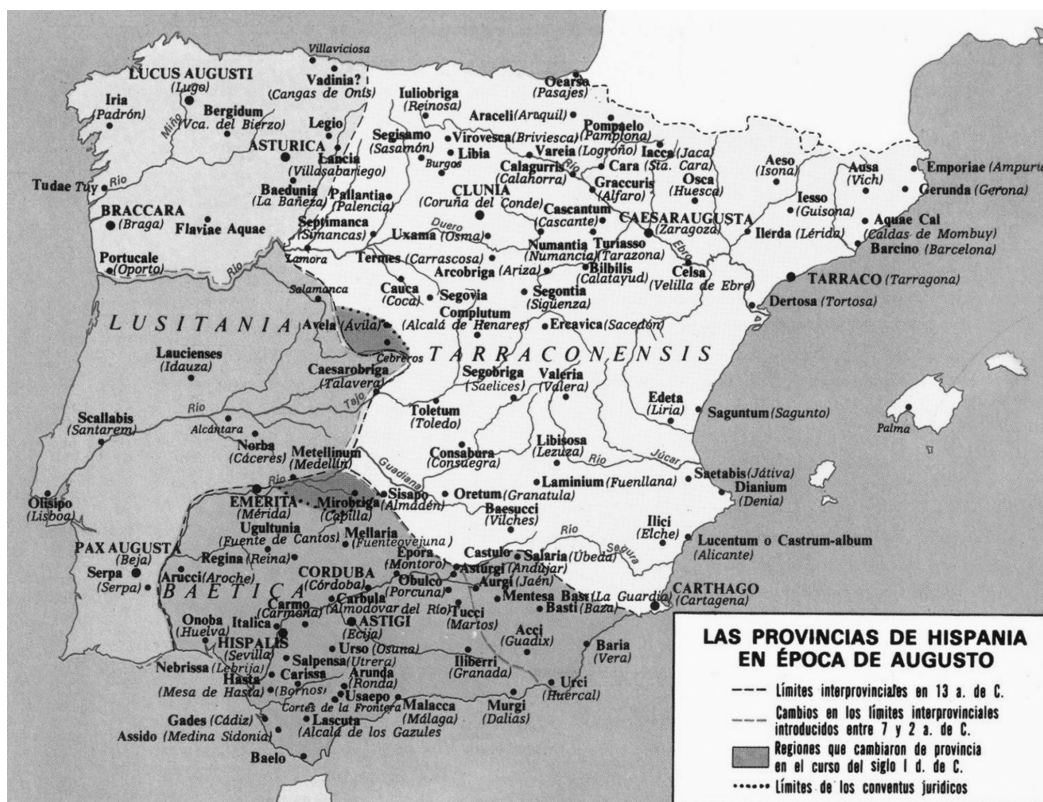 Villaviciosa
LUCUS AUGUSTI
(Lugo)
Vadinia?
(Cangas de Onís)
Oearso
(Pasajes)
Iria
(Padrón)
Miño
Bergidum
(Vca. del Bierzo)
Legio
Iuliobriga
(Reinosa)
Araceli (Araquil)
Pompaelo
(Pamplona)
ASTURICA
Lancia
(Villasabariego)
Segisamo
(Sasamón)
Virovesca (Briviesca)
Libia
Burgos
Vareia (Logroño)
Iacca (Jaca)
Calagurris
(Calahorra)
Cara (Sta. Cara)
Aeso
(Isona)
Ausa
(Vich)
Emporiae (Ampuri
Tudae Tuy
Río
Baedunia
(La Bañeza)
Pallantia
(Palencia)
CLUNIA
(Coruña del Conde)
Río
Graccuris
(Alfaro)
Osca
(Huesca)
Iesso
(Guisona)
Gerunda (Gerona)
BRACCARA
(Braga)
Flaviae Aquae
Septimanca
(Simancas)
Duero
Uxama (Osma)
Cascantum
(Cascante)
CAESARAUGUSTA
(Zaragoza)
Ilerda (Lérida)
Aquae Cal
(Caldas de Mombuy)
Barcino (Barcelona)
Portucale
(Oporto)
Río
Lamora
Termes (Carrascosa)
Numantia
(Numancia)
Turiasso
(Tarazona)
Ebro
Arcobriga (Ariza)
Bilbilis
(Calatayud)
Celsa
(Velilla de Ebro)
TARRACO (Tarragona)
Salamanca
Cauca
(Coca)
Segovia
Segontia
(Sigüenza)
Dertosa (Tortosa)
LUSITANIA
Avela (Ávila)
Complutum
(Alcalá de Henares)
Ercavica (Sacedón)
Cebreros
TARRACONENSIS
Laucienses
(Idauza)
Caesarobriga
(Talavera)
Segobriga
(Saelices)
Valeria
(Valera)
Edeta
(Liria)
Saguntum (Sagunto)
Palma
Scallabis
(Santarem)
Río
Tajo
Alcántara
Toletum
(Toledo)
Norba
(Cáceres)
Metellinum
(Medellín)
Consabura
(Consuegra)
Libisosa
(Lezuza)
Río
Júcar
Saetabis (Játiva)
Guadiana
Laminium (Fuenllana)
Dianium
(Denia)
Olisipo
(Lisboa)
Río
EMERITA
(Mérida)
Mirobriga
(Capilla)
Sisapo
(Almadén)
Oretum (Granatula)
Baesucci
(Vilches)
Ilici
(Elche)
Ugultunia
(Fuente de Cantos)
Mellaria
(Fuenteovejuna)
Río
Segura
Lucentum o Castrum-album
(Alicante)
PAX AUGUSTA
(Beja)
Regina (Reina)
Epora
(Montoro)
Castulo
Salaria (Úbeda)
Astúrgi (Andújar)
Serpa
(Serpa)
Arucci (Aroche)
CORDUBA
(Córdoba)
Obulco
(Porcuna)
Aurgi (Jaén)
CARTHAGO
(Cartagena)
BAETICA
Carbula
(Almodovar del Río)
Mentesa Bast (La Guardia)
Carmo
(Carmona)
Tucci
(Martos)
Basti (Baza)
Onoba
(Huelva)
Italica
ASTIGI
(Ecija)
Acci
(Guadix)
Baria
(Vera)
HISPALIS
(Sevilla)
Urso (Osuna)
Iliberri
(Granada)
Nebrissa (Lebrija)
Salpensa (Utrera)
Hasta
(Mesa de Hasta)
Carissa
(Bornos)
Arunda
(Ronda)
Urci
(Huercal)
Usaepo
Cortes de la Frontera
Malacca
(Málaga)
Murgi
(Dalias)
Gades (Cádiz)
Lascuta
(Alcalá de los Gazules
Assido (Medina Sidonia)
Baelo
LAS PROVINCIAS DE HISPANIA
EN ÉPOCA DE AUGUSTO
Límites interprovinciales en 13 a. de C.
Cambios en los límites interprovinciales
introducidos entre 7 y 2 a. de C.
Regiones que cambiaron de provincia
en el curso del siglo I d. de C.
Límites de los conventus jurídicos